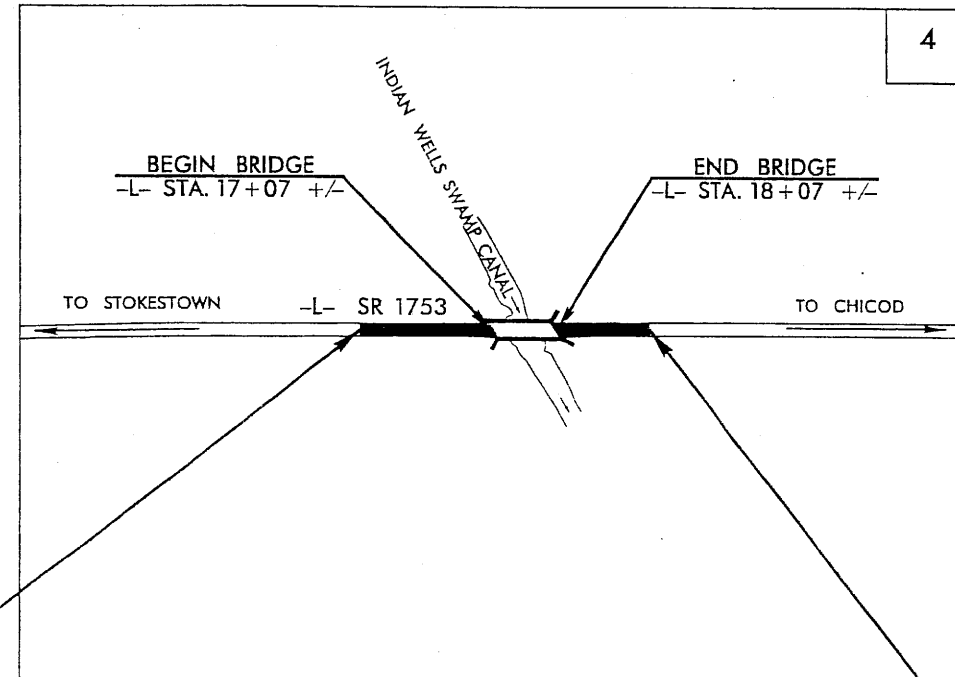 4
INDIAN WELLS SWAMP CANAL
BEGIN BRIDGE
-L- STA. 17+07 +/-
END BRIDGE
-L- STA. 18+07 +/-
TO STOKESTOWN
-L- SR 1753
TO CHICOD